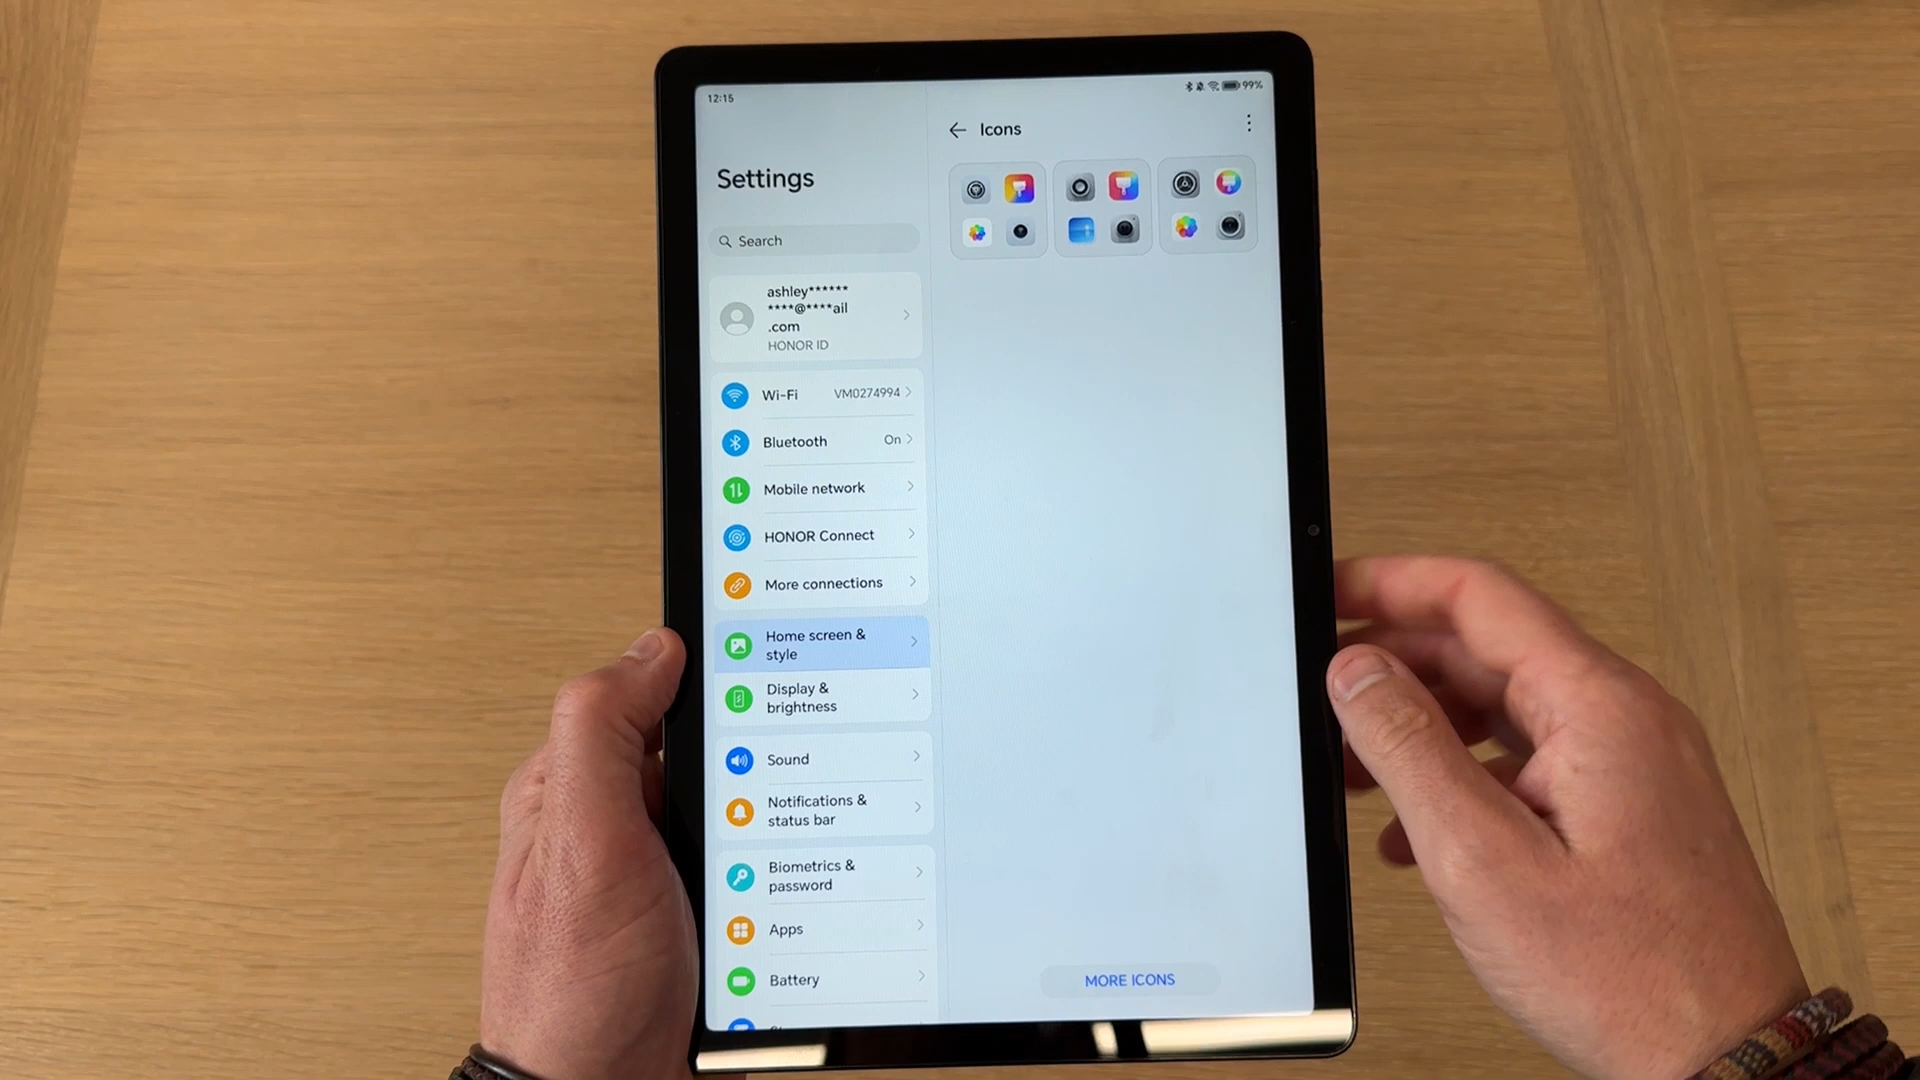 12:15
99%
Settings
Search
ashley******
****@****ail
.com
HONOR ID
Wi-Fi VM0274994
Bluetooth On
Mobile network
HONOR Connect
More connections
Home screen &
style
Display &
brightness
Sound
Notifications &
status bar
Biometrics &
password
Apps
Battery
Icons
MORE ICONS